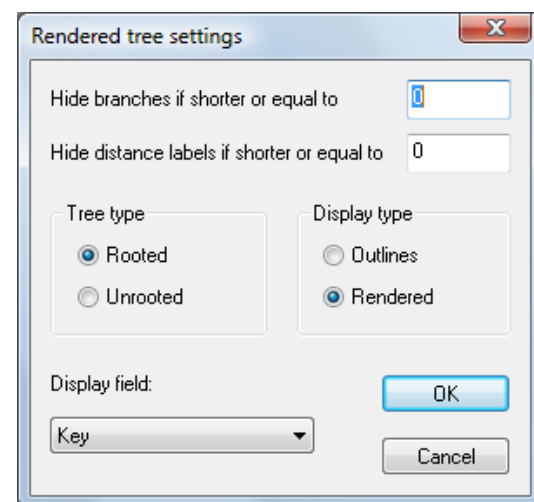 Rendered tree settings
Hide branches if shorter or equal to 0
Hide distance labels if shorter or equal to 0
Tree type
Rooted
Unrooted
Display type
Outlines
Rendered
Display field:
Key
OK
Cancel